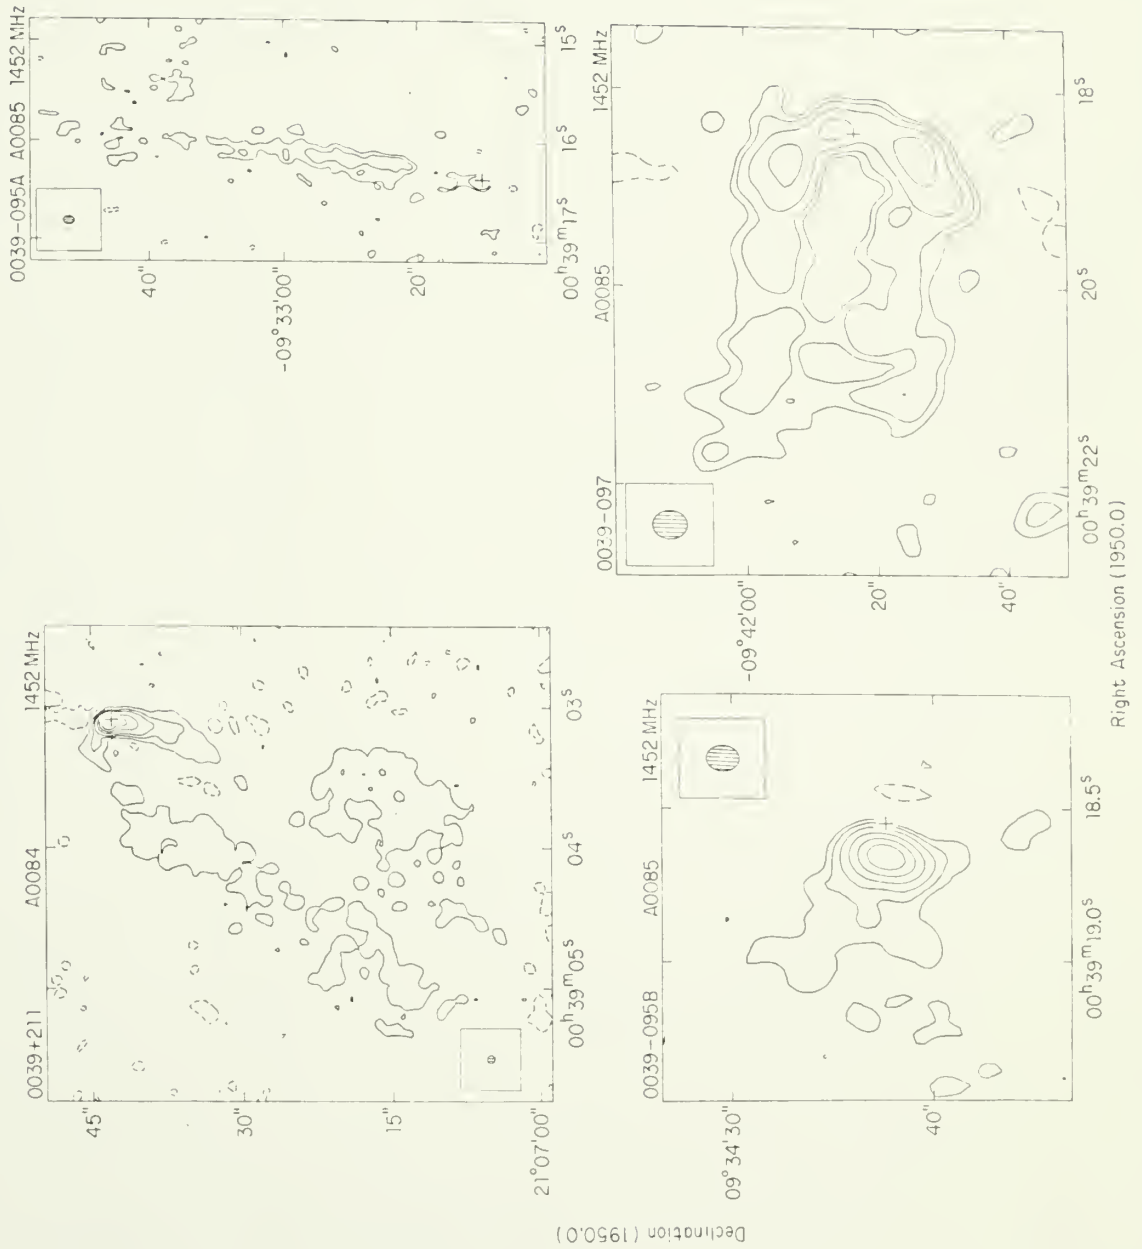 0039+211 A0084 1452 MHz
45"
30"
15"
21°07'00"
00ʰ39ᵐ05ˢ 04ˢ 03ˢ
0039-095A A0085 1452 MHz
40"
-09°33'00"
20"
00ʰ39ᵐ17ˢ 16ˢ 15ˢ
0039-095B A0085 1452 MHz
09°34'30"
40"
00ʰ39ᵐ19.0ˢ 18.5ˢ
0039-097 A0085 1452 MHz
-09°42'00"
20"
40"
00ʰ39ᵐ22ˢ 20ˢ 18ˢ
Right Ascension (1950.0)
Declination (1950.0)